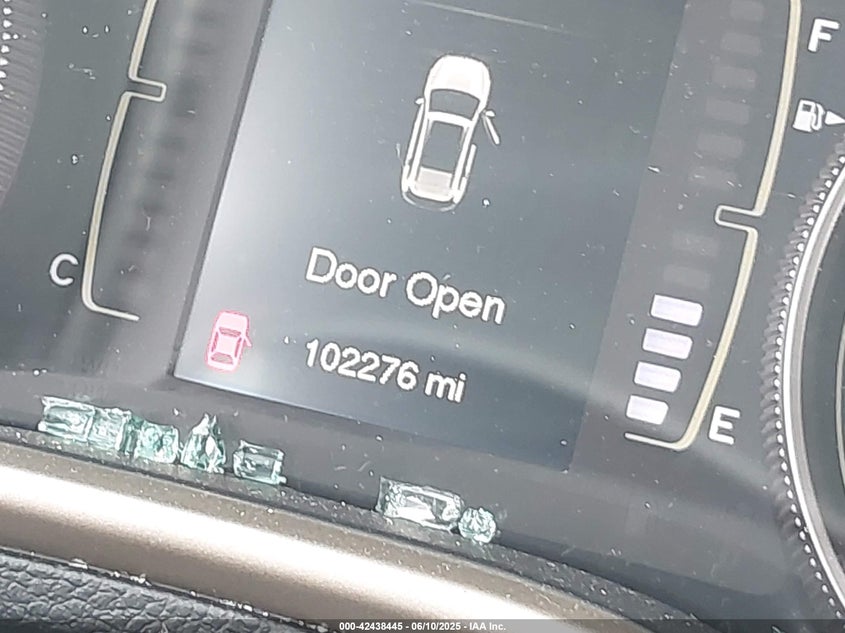 F
C
Door Open
102276 mi
E
000-42438445 - 06/10/2025 - IAA Inc.